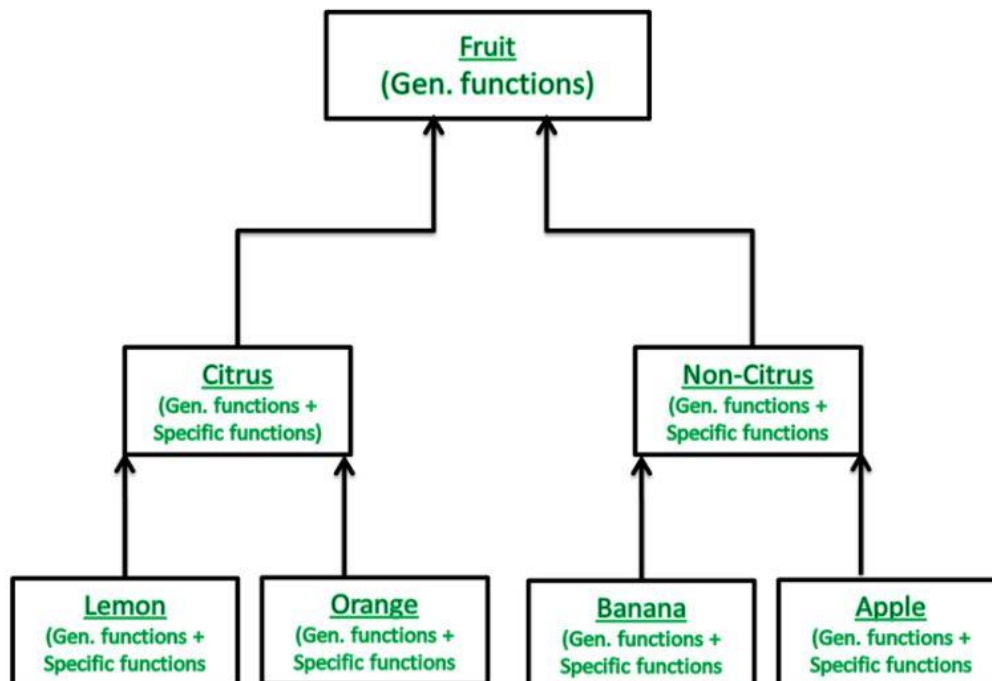 Fruit
(Gen. functions)
Citrus
(Gen. functions +
Specific functions)
Non-Citrus
(Gen. functions +
Specific functions
Lemon
(Gen. functions +
Specific functions
Orange
(Gen. functions +
Specific functions
Banana
(Gen. functions +
Specific functions
Apple
(Gen. functions +
Specific functions